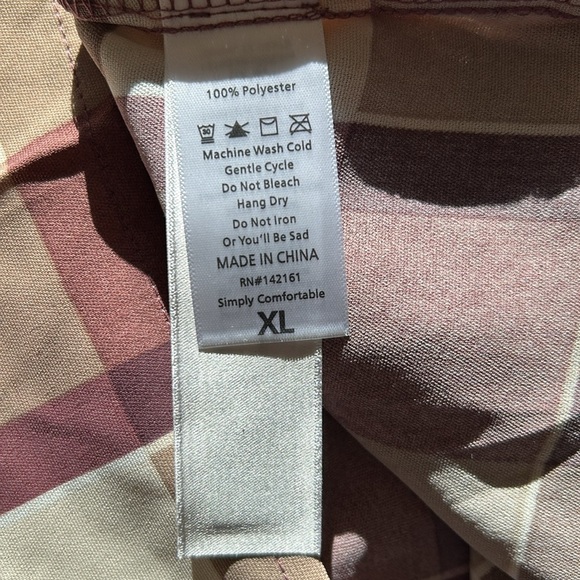 100% Polyester
30
Machine Wash Cold
Gentle Cycle
Do Not Bleach
Hang Dry
Do Not Iron
Or You'll Be Sad
MADE IN CHINA
RN#142161
Simply Comfortable
XL